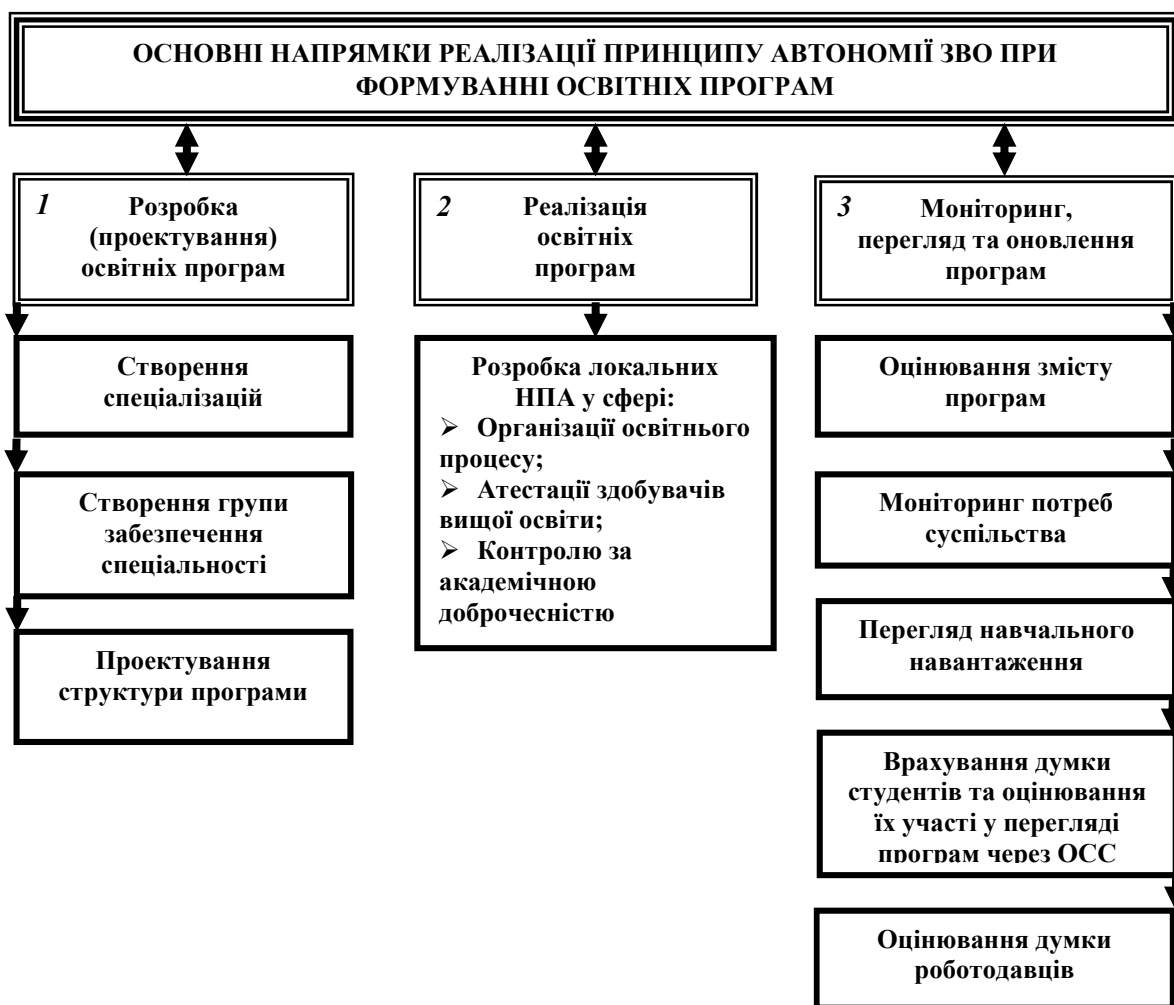 ОСНОВНІ НАПРЯМКИ РЕАЛІЗАЦІЇ ПРИНЦИПУ АВТОНОМІЇ ЗВО ПРИ
ФОРМУВАННІ ОСВІТНІХ ПРОГРАМ
1 Розробка
(проектування)
освітніх програм
Створення
спеціалізацій
Створення групи
забезпечення
спеціальності
Проектування
структури програми
2 Реалізація
освітніх
програм
Розробка локальних
НПА у сфері:
➢ Організації освітнього
процесу;
➢ Атестації здобувачів
вищої освіти;
➢ Контролю за
академічною
доброчесністю
3 Моніторинг,
перегляд та оновлення
програм
Оцінювання змісту
програм
Моніторинг потреб
суспільства
Перегляд навчального
навантаження
Врахування думки
студентів та оцінювання
їх участі у перегляді
програм через ОСС
Оцінювання думки
роботодавців